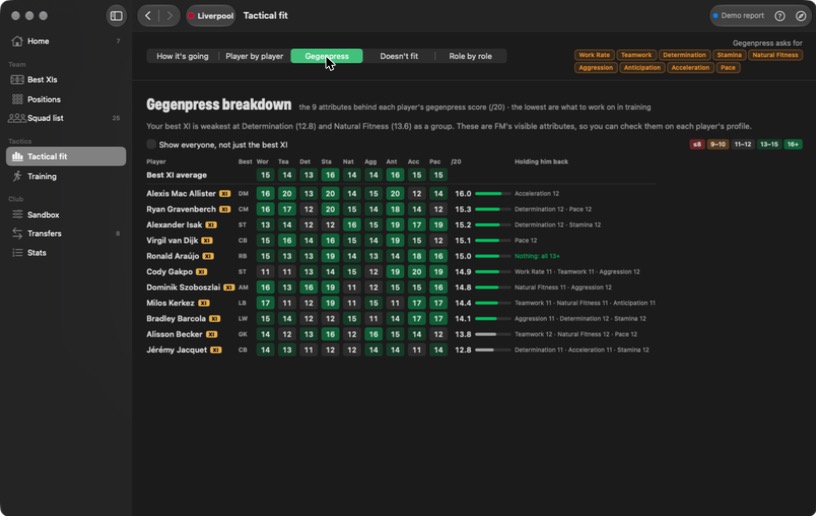 Liverpool Tactical fit Demo report
Home 7
Team
Best XIs
Positions
Squad list 25
Tactics
Tactical fit
Training
Club
Sandbox
Transfers 8
Stats
How it's going Player by player Gegenpress Doesn't fit Role by role
Gegenpress asks for
Work Rate Teamwork Determination Stamina Natural Fitness
Aggression Anticipation Acceleration Pace
Gegenpress breakdown the 9 attributes behind each player's gegenpress score (/20) - the lowest are what to work on in training
Your best XI is weakest at Determination (12.8) and Natural Fitness (13.6) as a group. These are FM's visible attributes, so you can check them on each player's profile.
Show everyone, not just the best XI ≤8 9–10 11–12 13–15 16+
Player Best Wor Tea Det Sta Nat Agg Ant Acc Pac /20 Holding him back
Best XI average 15 14 13 16 14 14 16 15 15
Alexis Mac Allister XI DM 16 20 13 20 14 15 20 12 14 16.0 Acceleration 12
Ryan Gravenberch XI CM 16 17 12 20 15 14 18 14 12 15.3 Determination 12 · Pace 12
Alexander Isak XI ST 13 14 12 12 16 15 19 17 19 15.2 Determination 12 · Stamina 12
Virgil van Dijk XI CB 15 16 14 16 15 14 19 15 12 15.1 Pace 12
Ronald Araújo XI RB 15 13 13 19 14 13 14 18 16 15.0 Nothing: all 13+
Cody Gakpo XI ST 11 11 13 14 15 12 19 20 19 14.9 Work Rate 11 · Teamwork 11 · Aggression 12
Dominik Szoboszlai XI AM 16 13 16 19 11 12 15 15 16 14.8 Natural Fitness 11 · Aggression 12
Milos Kerkez XI LB 17 11 12 19 11 15 11 17 17 14.4 Teamwork 11 · Natural Fitness 11 · Anticipation 11
Bradley Barcola XI LW 15 14 12 12 15 11 14 17 17 14.1 Aggression 11 · Determination 12 · Stamina 12
Alisson Becker XI GK 14 12 13 16 12 16 15 14 12 13.8 Teamwork 12 · Natural Fitness 12 · Pace 12
Jérémy Jacquet XI CB 14 13 11 12 12 14 14 11 14 12.8 Determination 11 · Acceleration 11 · Stamina 12